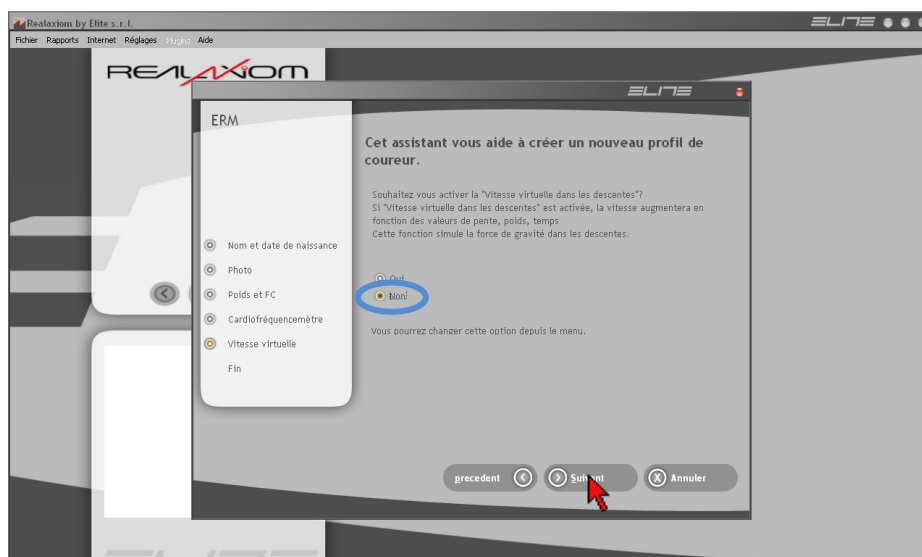 Realaxiom by Elite s.r.l.
ELITE
Fichier Rapports Internet Réglages Plugins Aide
REALAXIOM
ELITE
ERM
Cet assistant vous aide à créer un nouveau profil de
coureur.
Souhaitez vous activer la "Vitesse virtuelle dans les descentes"?
Si "Vitesse virtuelle dans les descentes" est activée, la vitesse augmentera en
fonction des valeurs de pente, poids, temps
Cette fonction simule la force de gravité dans les descentes.
Nom et date de naissance
Photo
Poids et FC
Cardiofréquencemètre
Vitesse virtuelle
Fin
Oui
Non
Vous pourrez changer cette option depuis le menu.
precedent
Suivant
Annuler